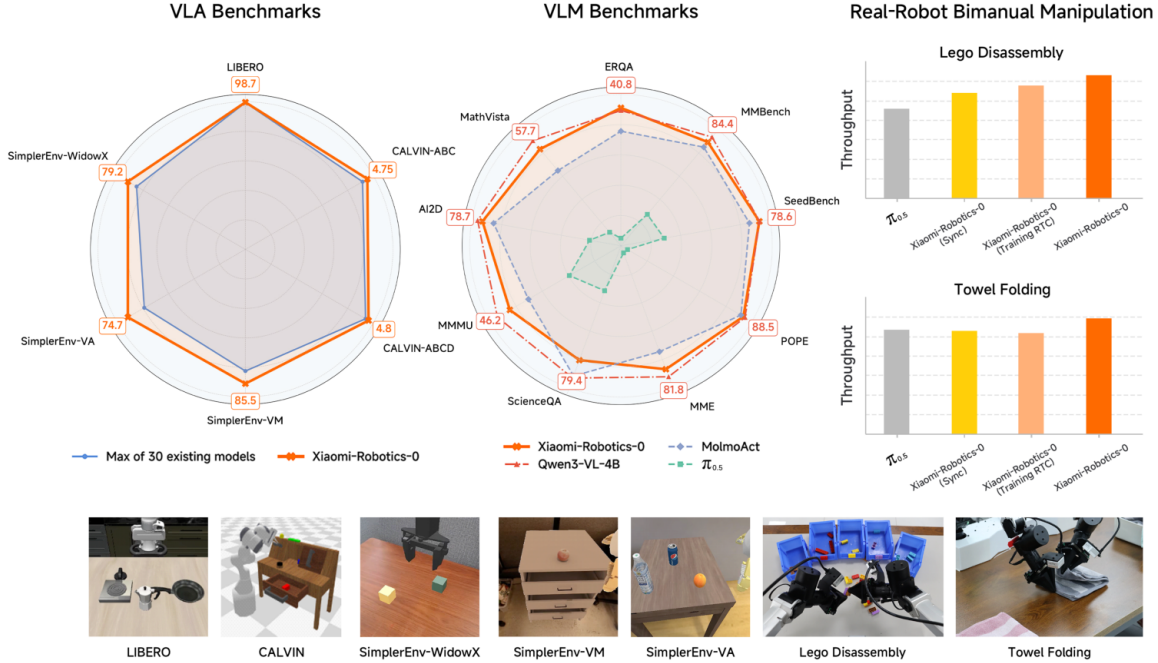 VLA Benchmarks
LIBERO
98.7
CALVIN-ABC
4.75
CALVIN-ABCD
4.8
SimplerEnv-VM
85.5
SimplerEnv-VA
74.7
SimplerEnv-WidowX
79.2
Max of 30 existing models
Xiaomi-Robotics-0
VLM Benchmarks
ERQA
40.8
MMBench
84.4
SeedBench
78.6
POPE
88.5
MME
81.8
ScienceQA
79.4
MMMU
46.2
AI2D
78.7
MathVista
57.7
Xiaomi-Robotics-0
MolmoAct
Qwen3-VL-4B
π0.5
Real-Robot Bimanual Manipulation
Lego Disassembly
Throughput
π0.5
Xiaomi-Robotics-0
(Sync)
Xiaomi-Robotics-0
(Training RTC)
Xiaomi-Robotics-0
Towel Folding
Throughput
π0.5
Xiaomi-Robotics-0
(Sync)
Xiaomi-Robotics-0
(Training RTC)
Xiaomi-Robotics-0
LIBERO
CALVIN
SimplerEnv-WidowX
SimplerEnv-VM
SimplerEnv-VA
Lego Disassembly
Towel Folding